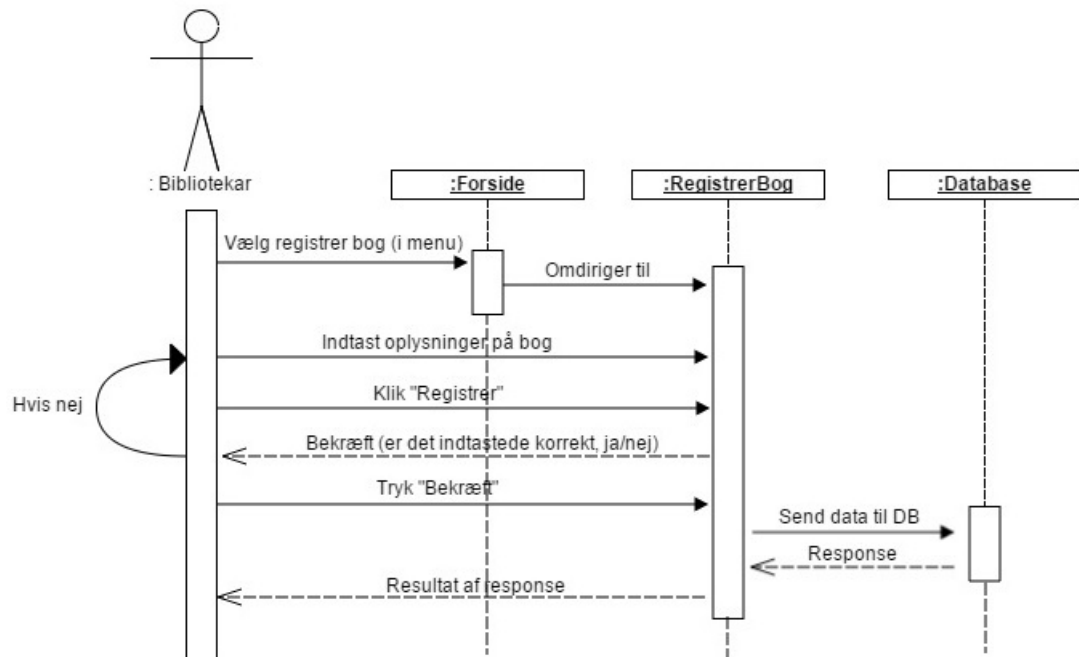 : Bibliotekar
:Forside
:RegistrerBog
:Database
Vælg registrer bog (i menu)
Omdiriger til
Indtast oplysninger på bog
Hvis nej
Klik "Registrer"
Bekræft (er det indtastede korrekt, ja/nej)
Tryk "Bekræft"
Send data til DB
Response
Resultat af response